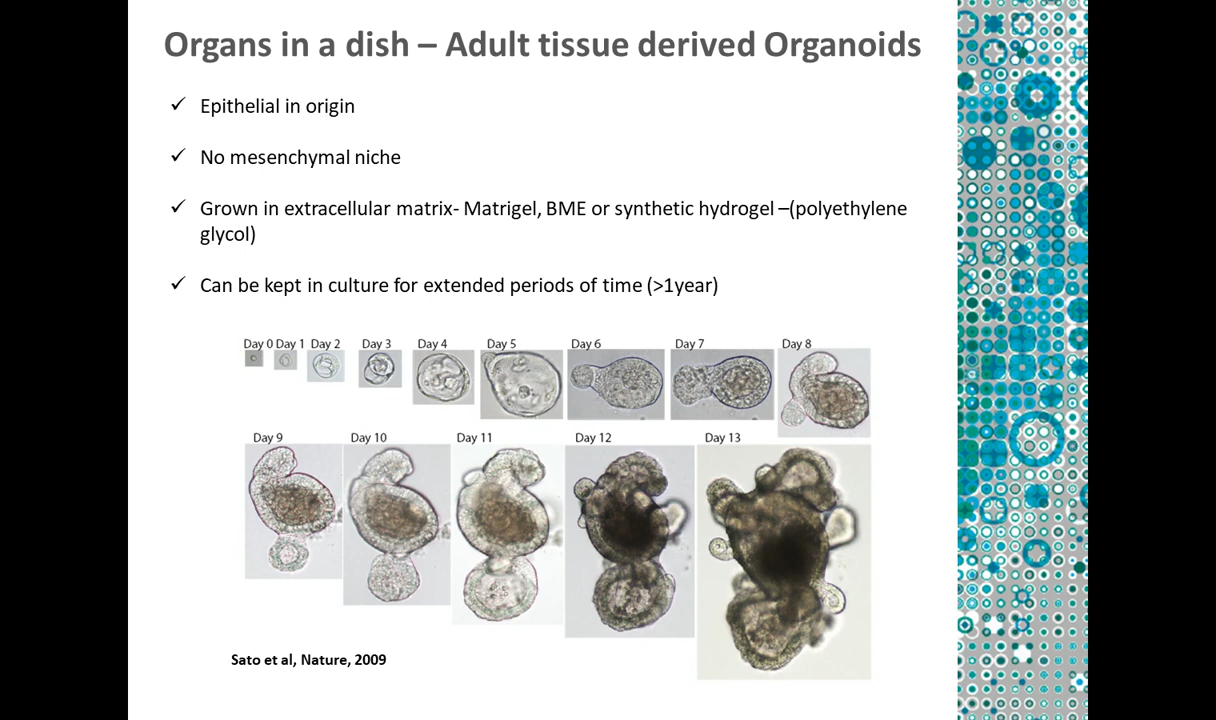 Organs in a dish – Adult tissue derived Organoids
✓ Epithelial in origin
✓ No mesenchymal niche
✓ Grown in extracellular matrix- Matrigel, BME or synthetic hydrogel –(polyethylene
glycol)
✓ Can be kept in culture for extended periods of time (>1year)
Day 0 Day 1 Day 2 Day 3 Day 4 Day 5 Day 6 Day 7 Day 8
Day 9 Day 10 Day 11 Day 12 Day 13
Sato et al, Nature, 2009